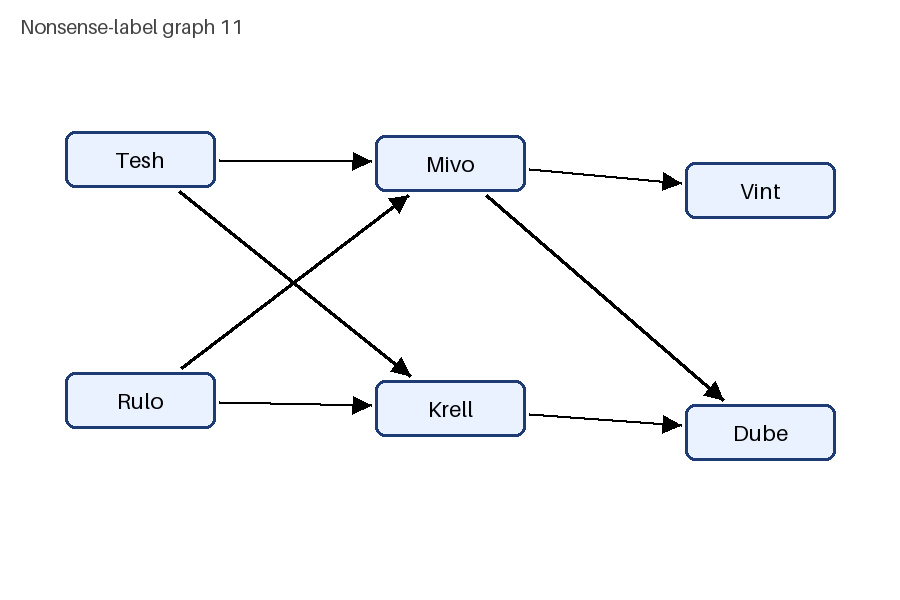 Nonsense-label graph 11
Tesh
Mivo
Vint
Rulo
Krell
Dube